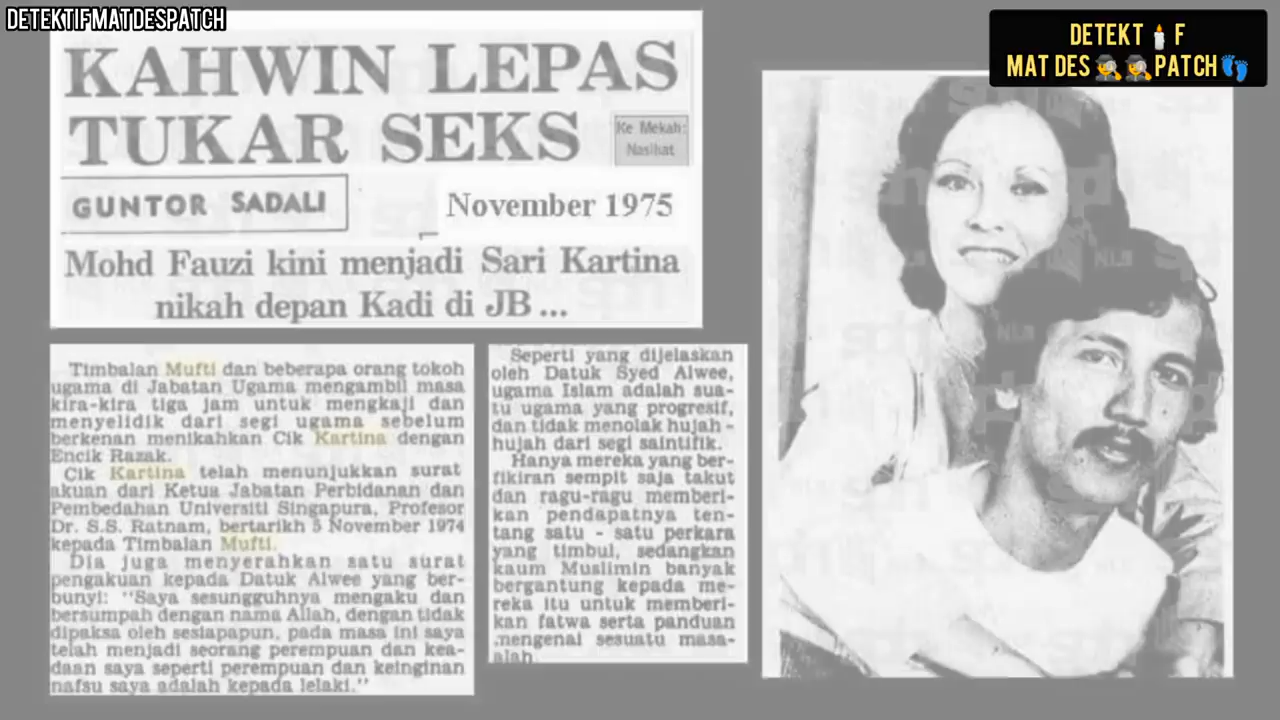 DETEKTIFMATDESPATCH
DETEKT🕯️F
MAT DES🕵️🕵️PATCH👣
KAHWIN LEPAS
TUKAR SEKS
Ke Mekah:
Nasihat
GUNTOR SADALI
November 1975
Mohd Fauzi kini menjadi Sari Kartina
nikah depan Kadi di JB ...
Timbalan Mufti dan beberapa orang tokoh
ugama di Jabatan Ugama mengambil masa
kira-kira tiga jam untuk mengkaji dan
menyelidik dari segi ugama sebelum
berkenan menikahkan Cik Kartina dengan
Encik Razak.
Cik Kartina telah menunjukkan surat
akuan dari Ketua Jabatan Perbidanan dan
Pembedahan Universiti Singapura, Profesor
Dr. S.S. Ratnam, bertarikh 5 November 1974
kepada Timbalan Mufti.
Dia juga menyerahkan satu surat
pengakuan kepada Datuk Alwee yang ber-
bunyi: "Saya sesungguhnya mengaku dan
bersumpah dengan nama Allah, dengan tidak
dipaksa oleh sesiapapun, pada masa ini saya
telah menjadi seorang perempuan dan kea-
daan saya seperti perempuan dan keinginan
nafsu saya adalah kepada lelaki."
Seperti yang dijelaskan
oleh Datuk Syed Alwee,
ugama Islam adalah sua-
tu ugama yang progresif,
dan tidak menolak hujah-
hujah dari segi saintifik.
Hanya mereka yang ber-
fikiran sempit saja takut
dan ragu-ragu memberi-
kan pendapatnya ten-
tang satu - satu perkara
yang timbul, sedangkan
kaum Muslimin banyak
bergantung kepada me-
reka itu untuk memberi-
kan fatwa serta panduan
mengenai sesuatu masa-
alah.